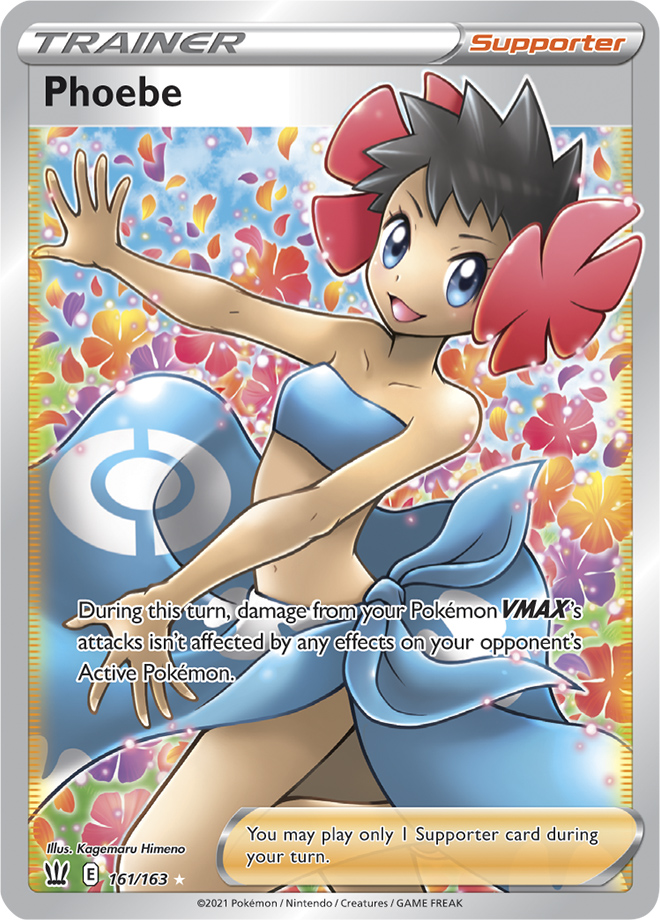 TRAINER
Supporter
Phoebe
During this turn, damage from your Pokémon VMAX's
attacks isn't affected by any effects on your opponent's
Active Pokémon.
You may play only 1 Supporter card during
your turn.
Illus. Kagemaru Himeno
E 161/163
©2021 Pokémon / Nintendo / Creatures / GAME FREAK